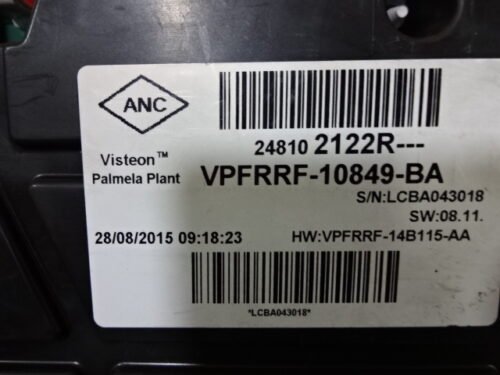 ANC
24810 2122R---
Visteon™
Palmela Plant
VPFRRF-10849-BA
S/N:LCBA043018
SW:08.11.
28/08/2015 09:18:23
HW:VPFRRF-14B115-AA
*LCBA043018*